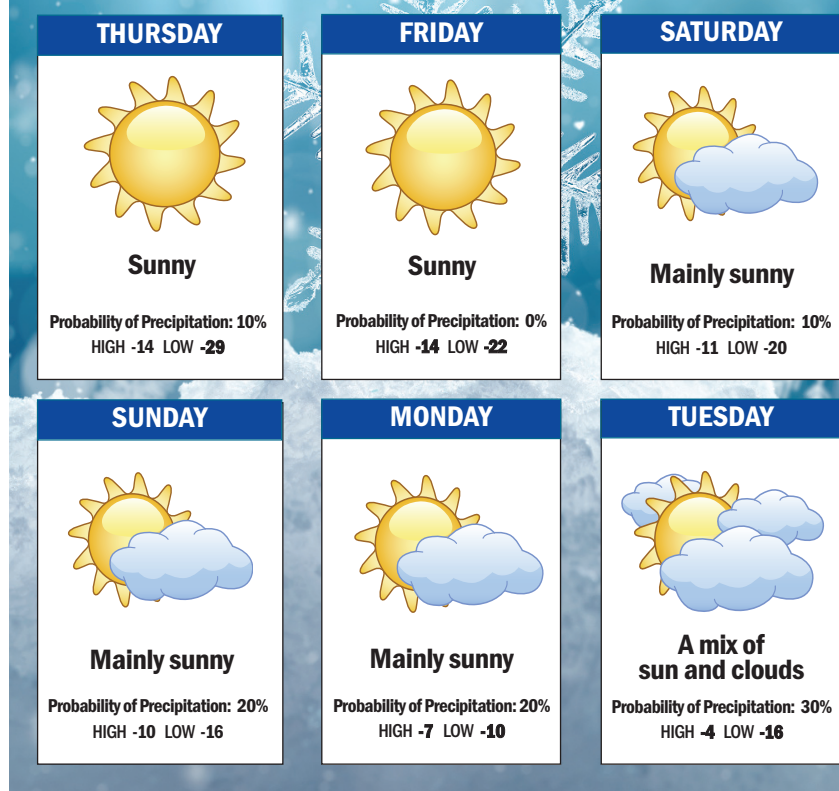 THURSDAY
Sunny
Probability of Precipitation: 10%
HIGH -14 LOW -29
FRIDAY
Sunny
Probability of Precipitation: 0%
HIGH -14 LOW -22
SATURDAY
Mainly sunny
Probability of Precipitation: 10%
HIGH -11 LOW -20
SUNDAY
Mainly sunny
Probability of Precipitation: 20%
HIGH -10 LOW -16
MONDAY
Mainly sunny
Probability of Precipitation: 20%
HIGH -7 LOW -10
TUESDAY
A mix of
sun and clouds
Probability of Precipitation: 30%
HIGH -4 LOW -16